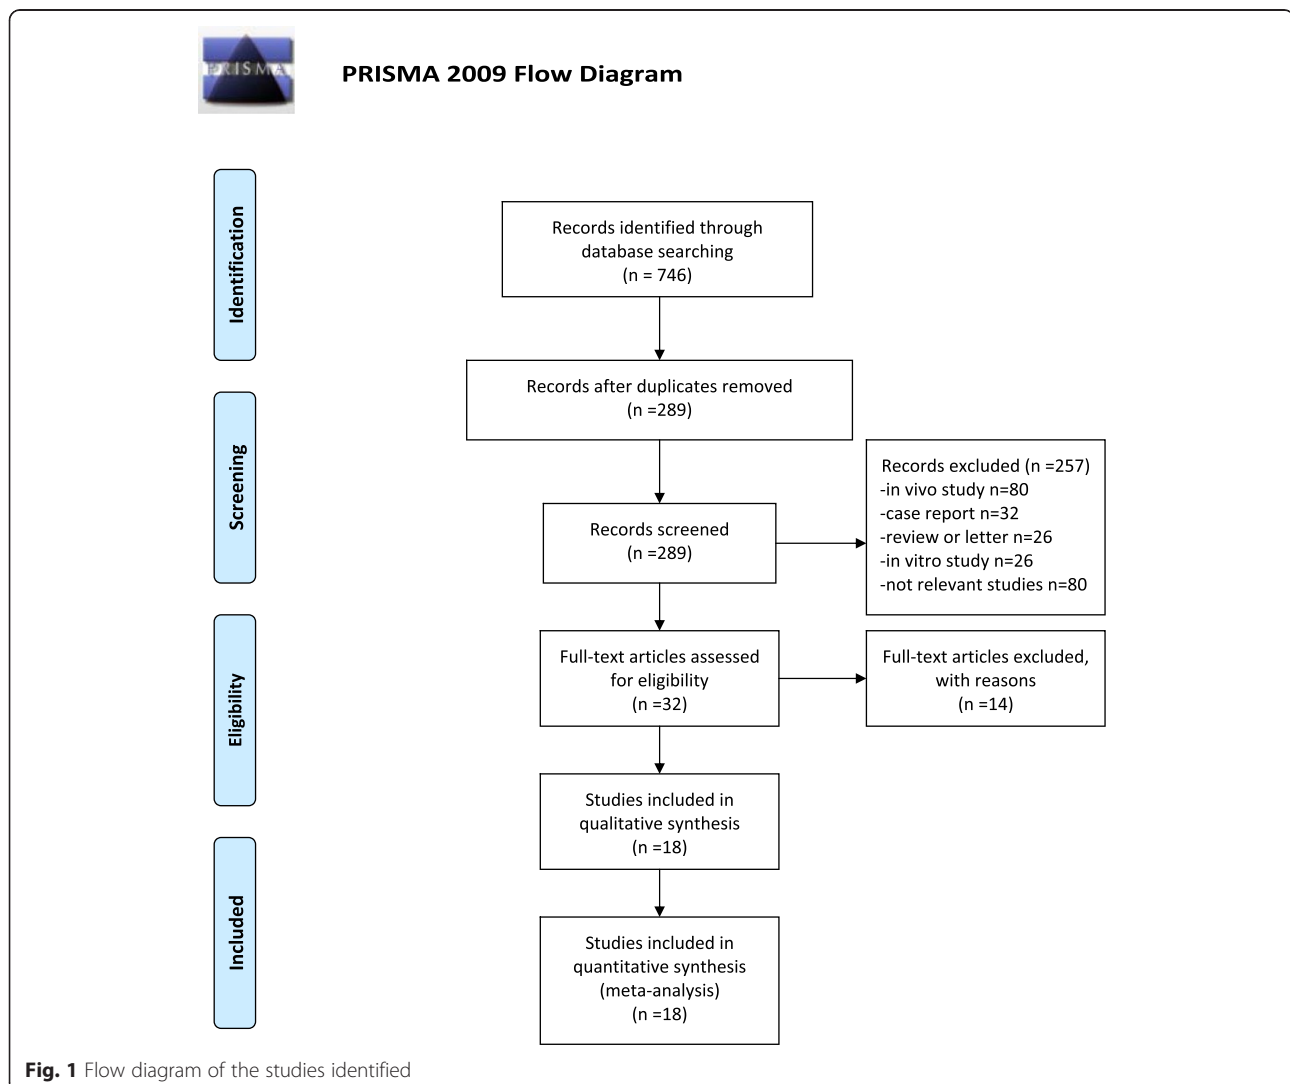 PRISMA
PRISMA 2009 Flow Diagram
Identification
Records identified through
database searching
(n = 746)
Records after duplicates removed
(n =289)
Screening
Records screened
(n =289)
Records excluded (n =257)
-in vivo study n=80
-case report n=32
-review or letter n=26
-in vitro study n=26
-not relevant studies n=80
Eligibility
Full-text articles assessed
for eligibility
(n =32)
Full-text articles excluded,
with reasons
(n =14)
Studies included in
qualitative synthesis
(n =18)
Included
Studies included in
quantitative synthesis
(meta-analysis)
(n =18)
Fig. 1 Flow diagram of the studies identified